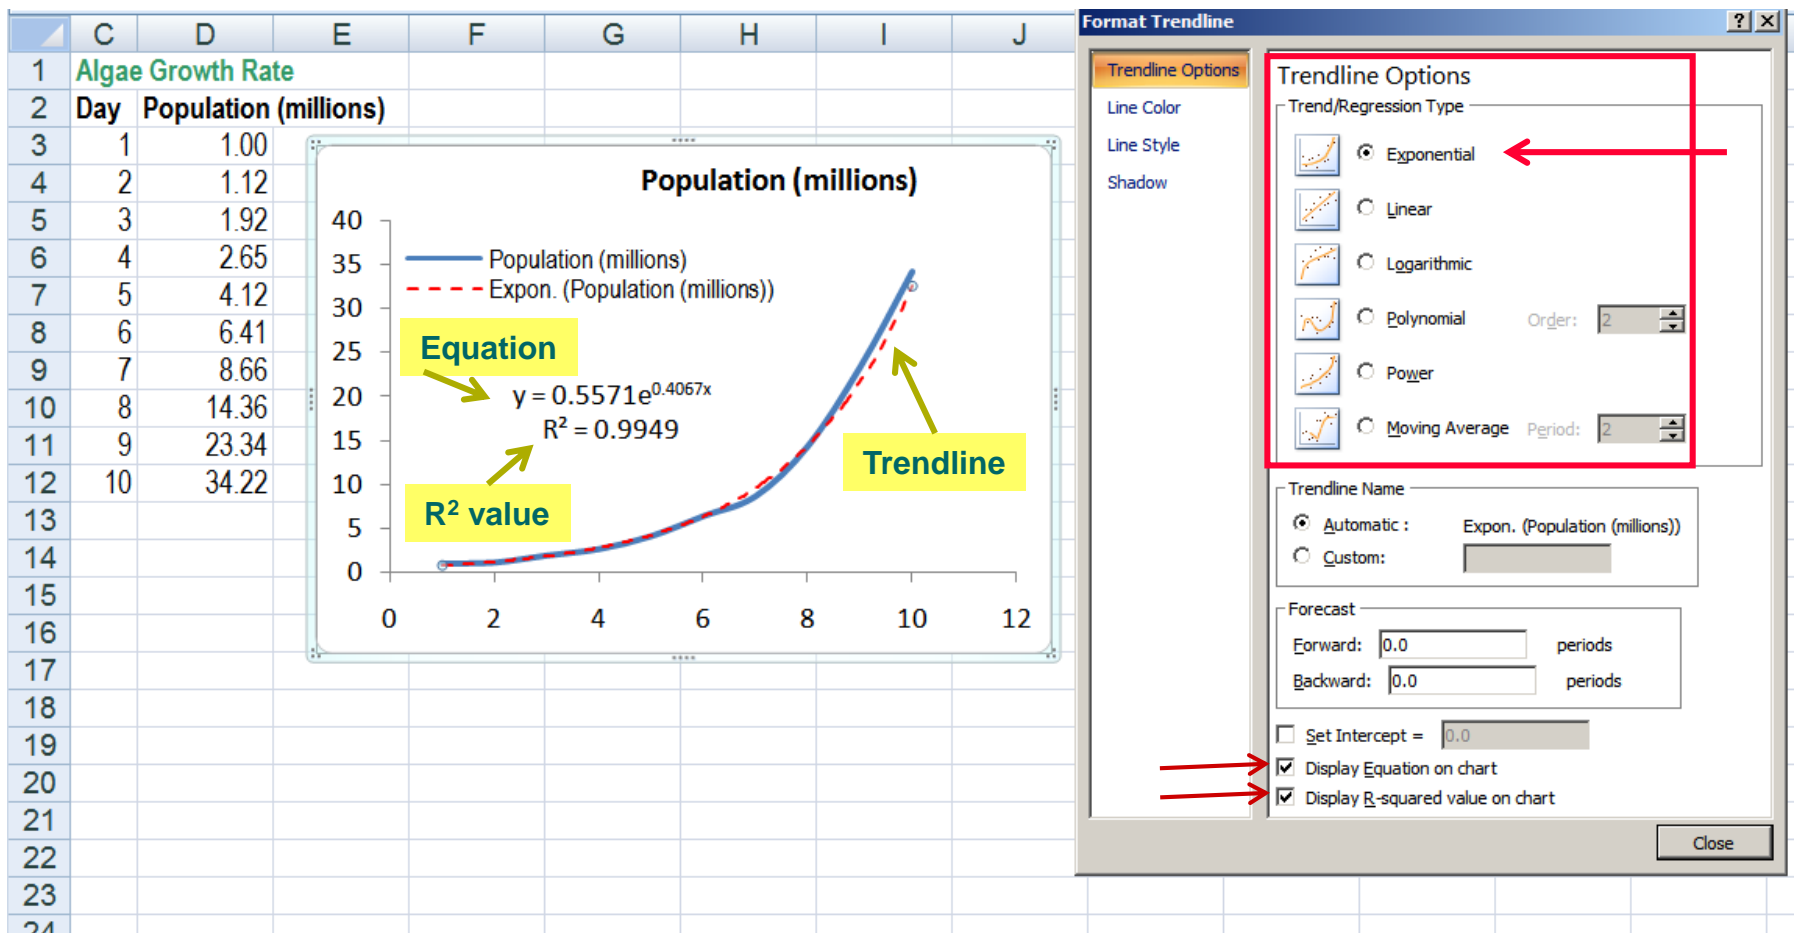 C D E F G H I J
1 Algae Growth Rate
2 Day Population (millions)
3 1 1.00
4 2 1.12
5 3 1.92
6 4 2.65
7 5 4.12
8 6 6.41
9 7 8.66
10 8 14.36
11 9 23.34
12 10 34.22
13
14
15
16
17
18
19
20
21
22
23
24
Population (millions)
40
35
30
25
20
15
10
5
0
0 2 4 6 8 10 12
Population (millions)
Expon. (Population (millions))
Equation
y = 0.5571e^0.4067x
R² = 0.9949
R² value
Trendline
Format Trendline
? X
Trendline Options
Line Color
Line Style
Shadow
Trendline Options
Trend/Regression Type
Exponential
Linear
Logarithmic
Polynomial Order: 2
Power
Moving Average Period: 2
Trendline Name
Automatic : Expon. (Population (millions))
Custom:
Forecast
Forward: 0.0 periods
Backward: 0.0 periods
Set Intercept = 0.0
Display Equation on chart
Display R-squared value on chart
Close